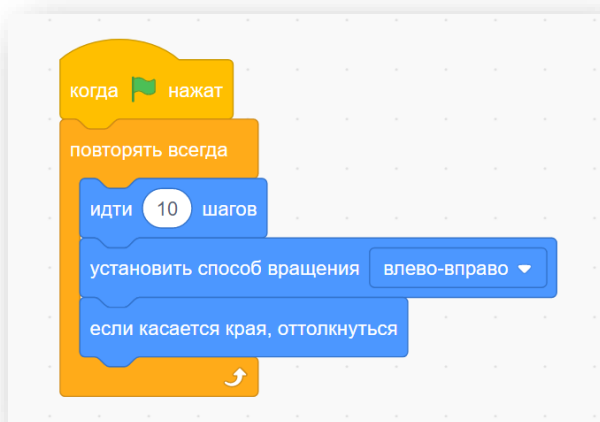 когда нажат
повторять всегда
идти 10 шагов
установить способ вращения влево-вправо
если касается края, оттолкнуться